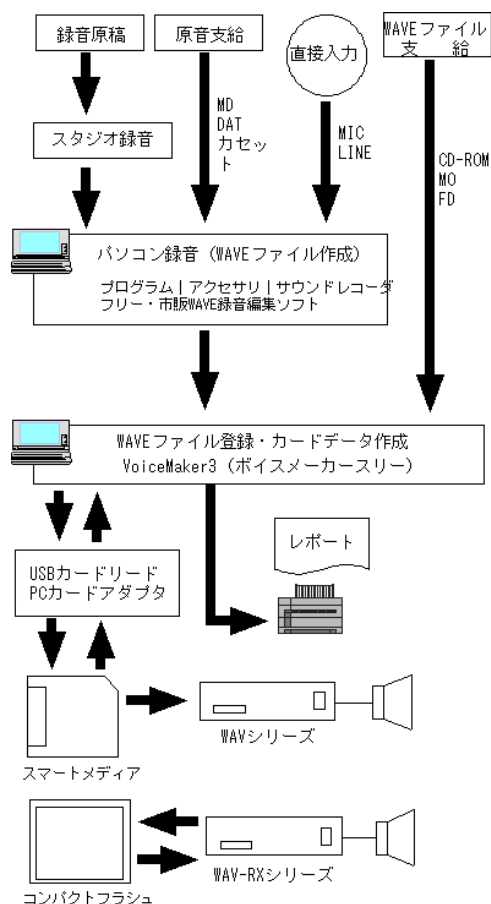 録音原稿
原音支給
直接入力
WAVEファイル
支　給
スタジオ録音
MD
DAT
カセッ
ト
MIC
LINE
CD-ROM
MO
FD
パソコン録音（WAVEファイル作成）
プログラム｜アクセサリ｜サウンドレコーダ
フリー・市販WAVE録音編集ソフト
WAVEファイル登録・カードデータ作成
VoiceMaker3（ボイスメーカースリー）
レポート
USBカードリード
PCカードアダプタ
WAVシリーズ
スマートメディア
WAV-RXシリーズ
コンパクトフラシュ